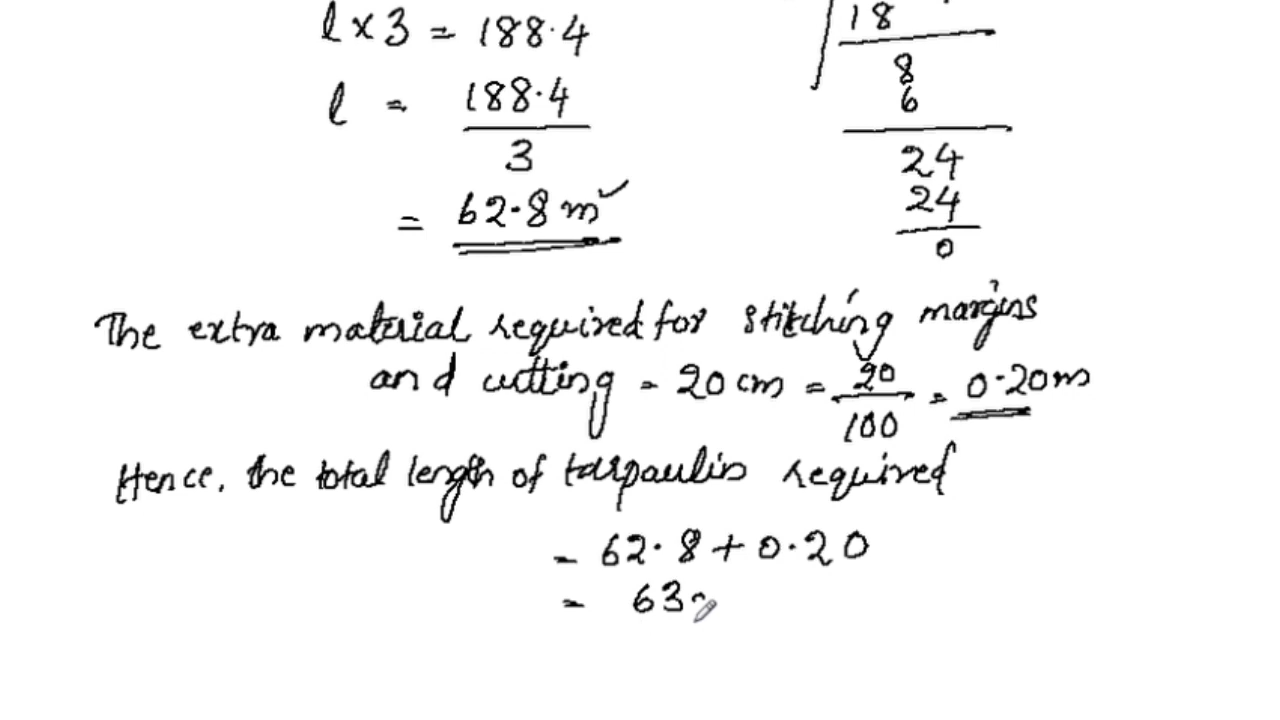 l × 3 = 188.4
l = 188.4
3
= 62.8 m
18
8
6
24
24
0
The extra material required for stitching margins
and cutting = 20 cm = 20/100 = 0.20m
Hence, the total length of tarpaulin required
= 62.8 + 0.20
= 63